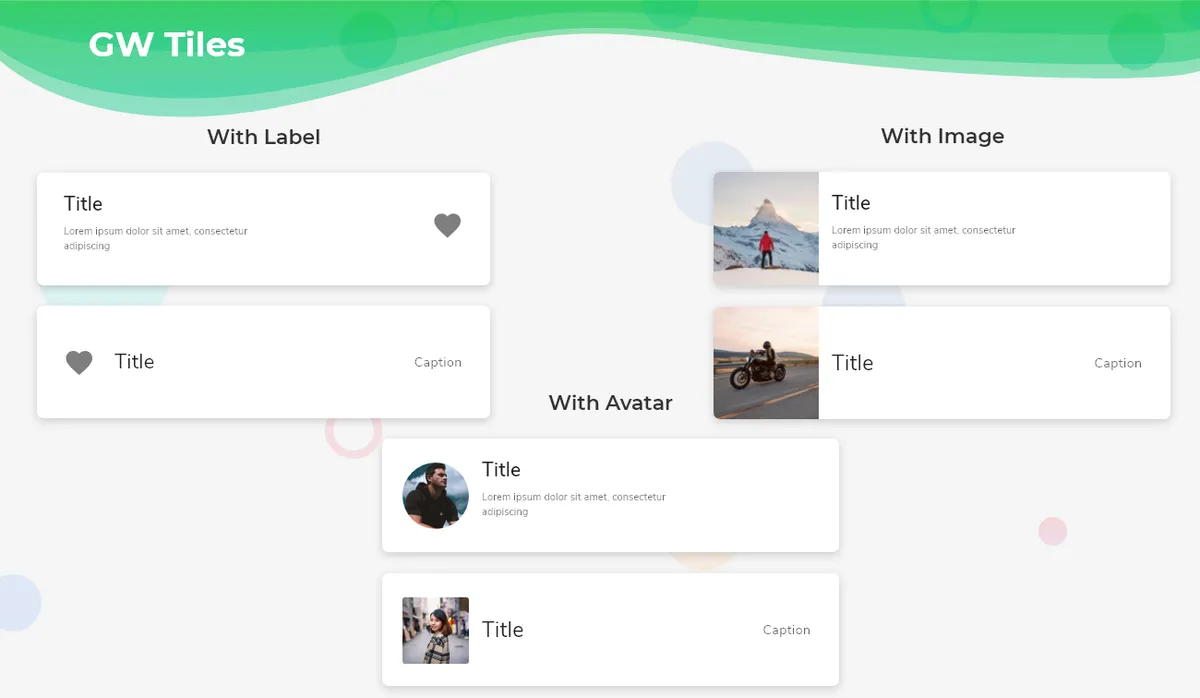 GW Tiles
With Label
Title
Lorem ipsum dolor sit amet, consectetur
adipiscing
Title
Caption
With Image
Title
Lorem ipsum dolor sit amet, consectetur
adipiscing
Title
Caption
With Avatar
Title
Lorem ipsum dolor sit amet, consectetur
adipiscing
Title
Caption